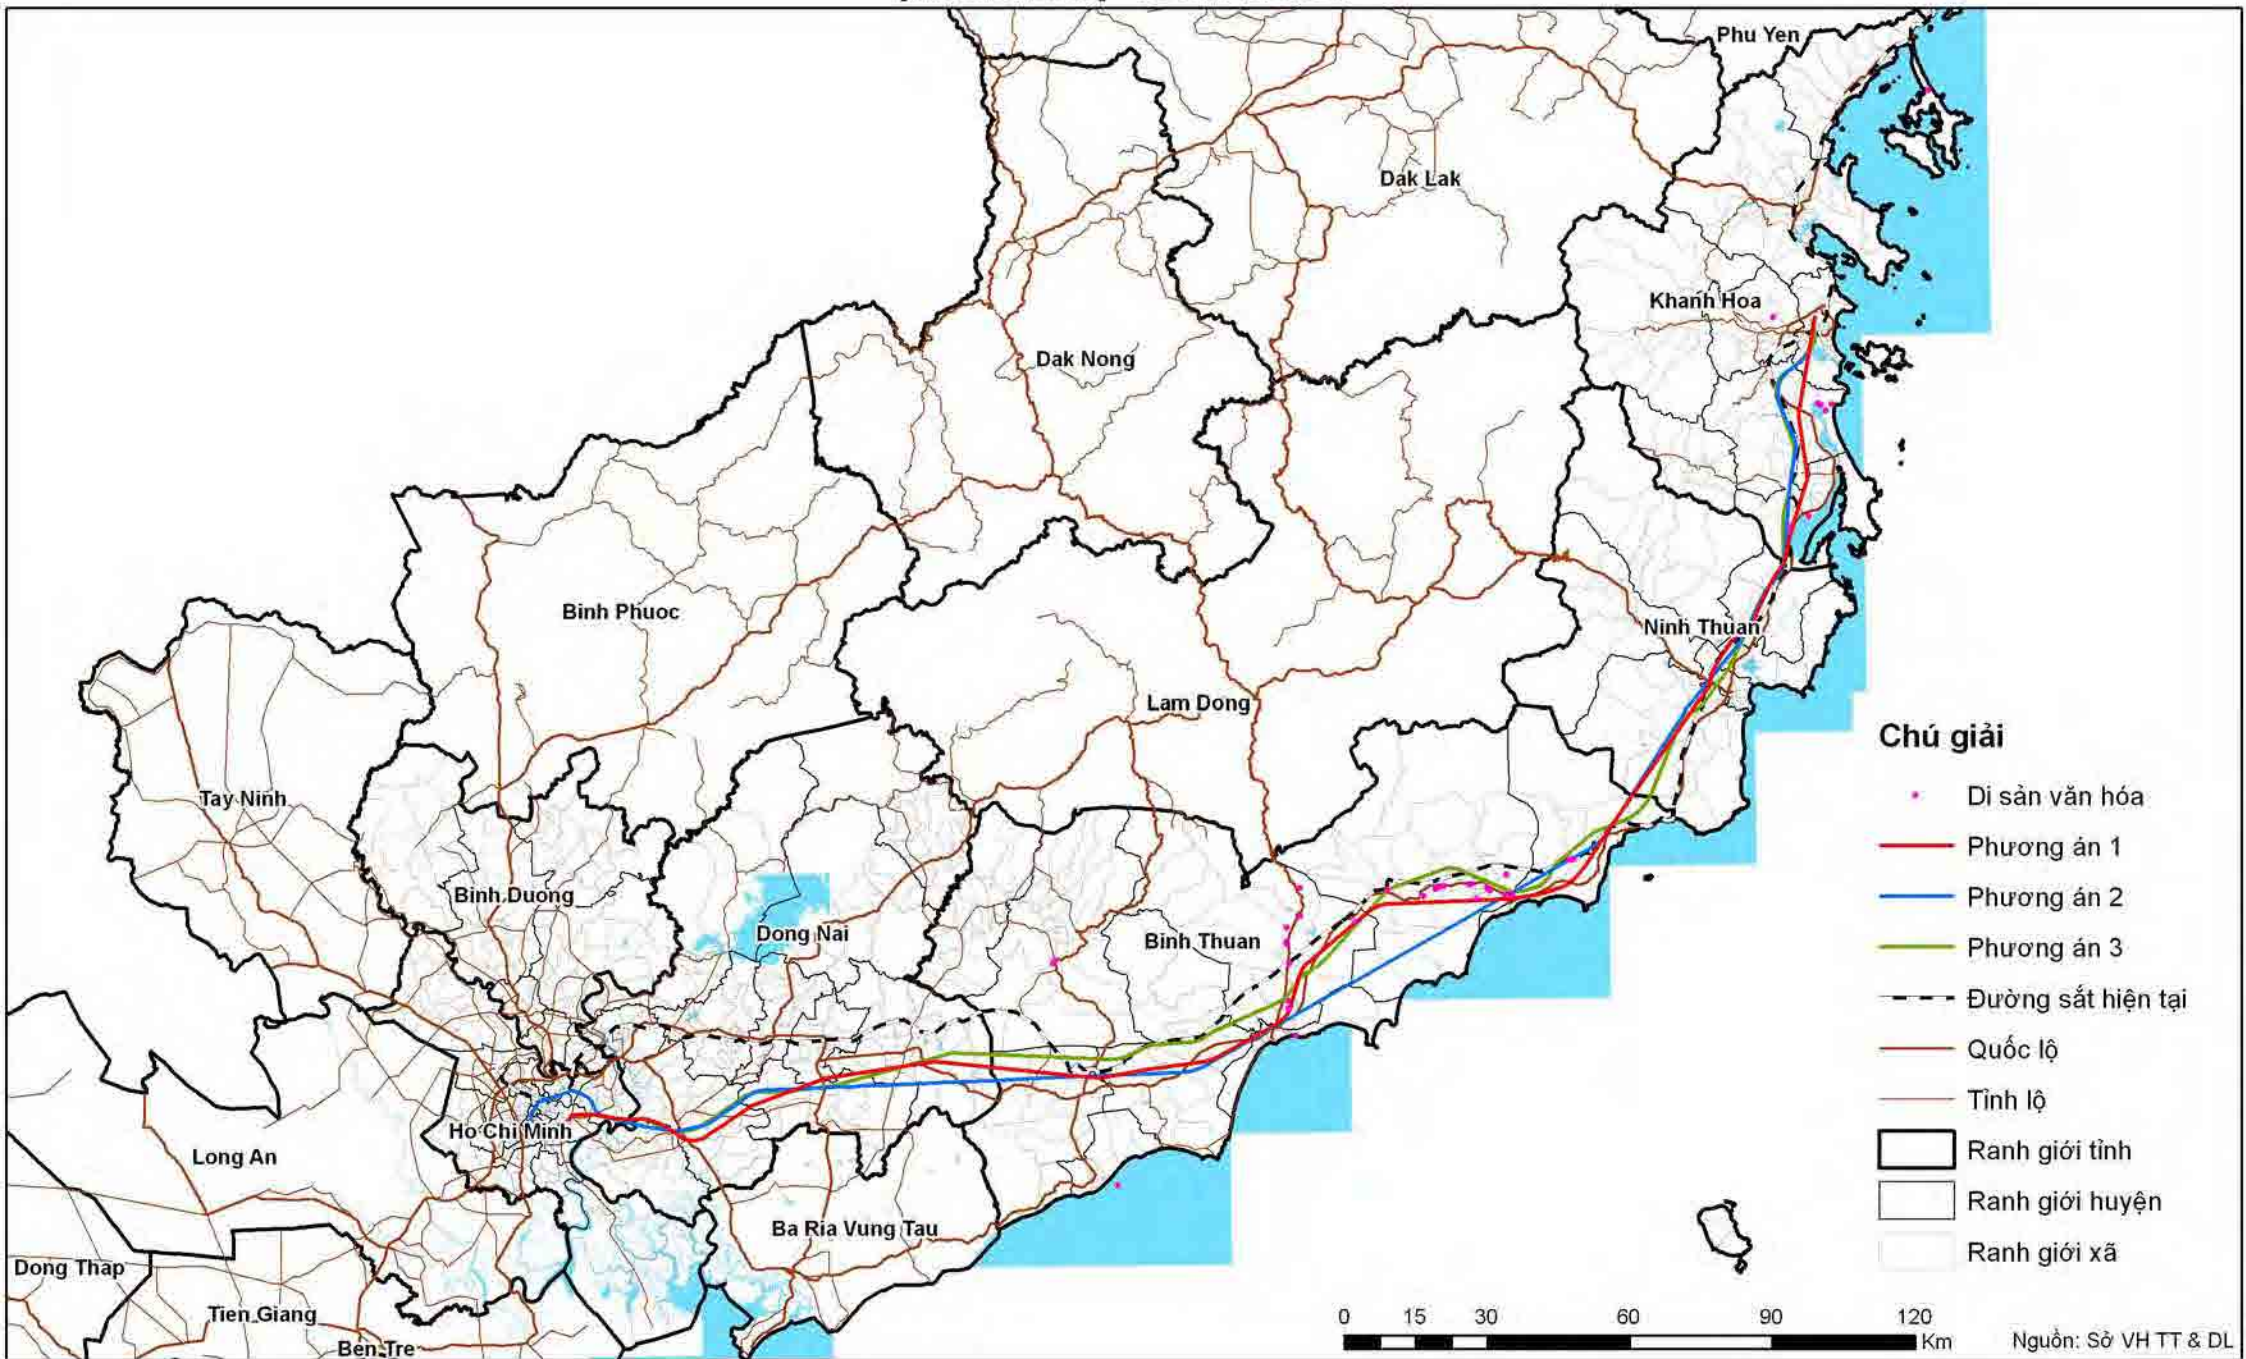 Phu Yen
Dak Lak
Khanh Hoa
Dak Nong
Binh Phuoc
Ninh Thuan
Lam Dong
Tay Ninh
Binh Duong
Dong Nai
Binh Thuan
Ho Chi Minh
Long An
Ba Ria Vung Tau
Dong Thap
Tien Giang
Ben Tre
Chú giải
Di sản văn hóa
Phương án 1
Phương án 2
Phương án 3
Đường sắt hiện tại
Quốc lộ
Tỉnh lộ
Ranh giới tỉnh
Ranh giới huyện
Ranh giới xã
0 15 30 60 90 120
Km
Nguồn: Sở VH TT & DL